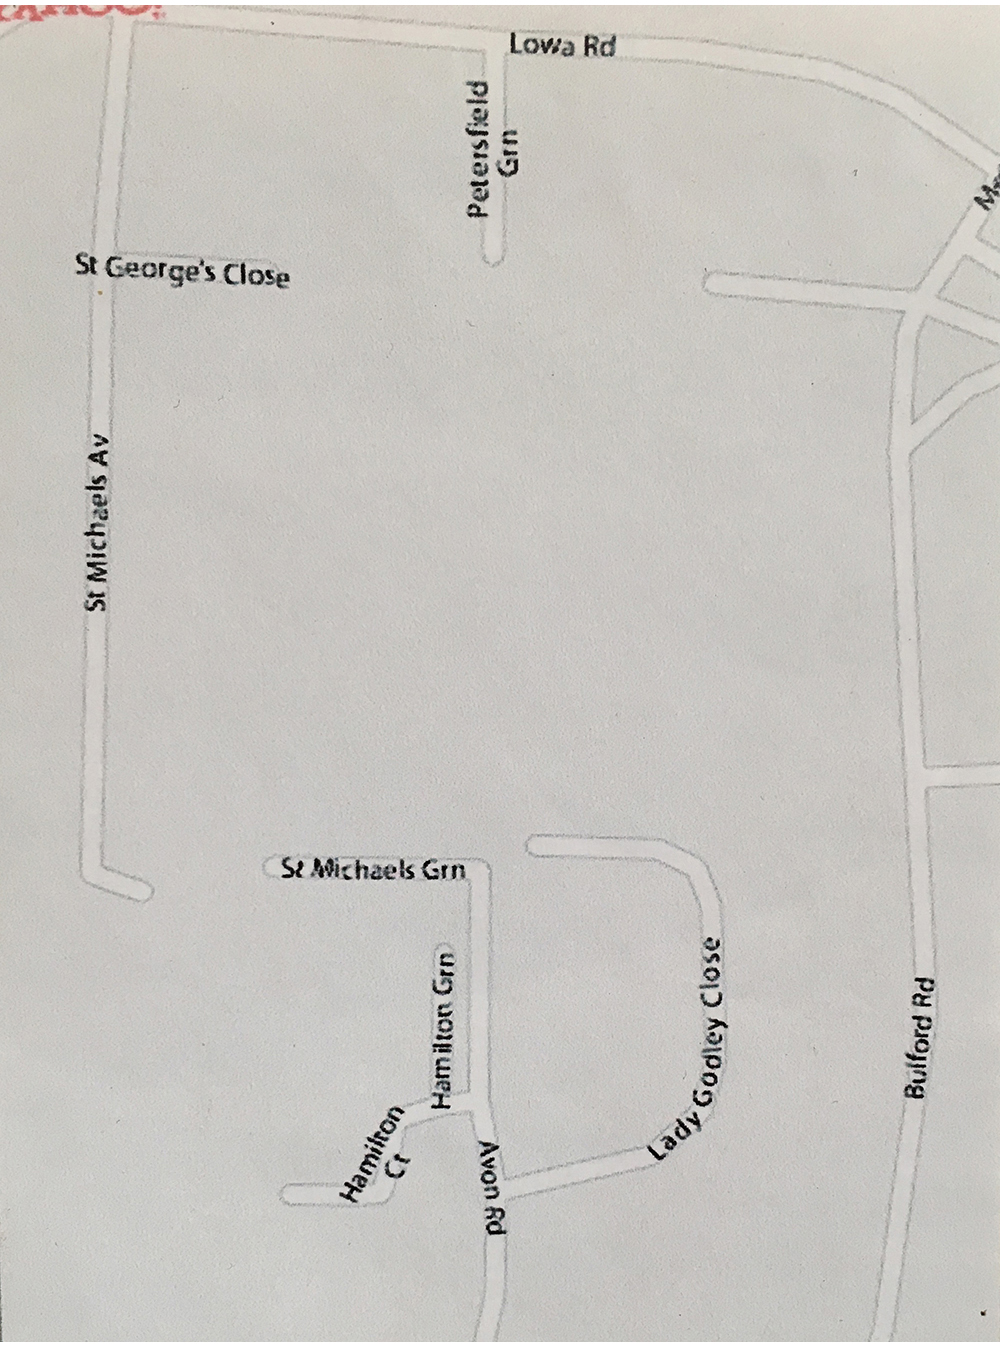 YAHOO!
Lowa Rd
Petersfield
Grn
St George's Close
St Michaels Av
St Michaels Grn
Hamilton Grn
Lady Godley Close
Bulford Rd
Hamilton
Ct
Avon Rd